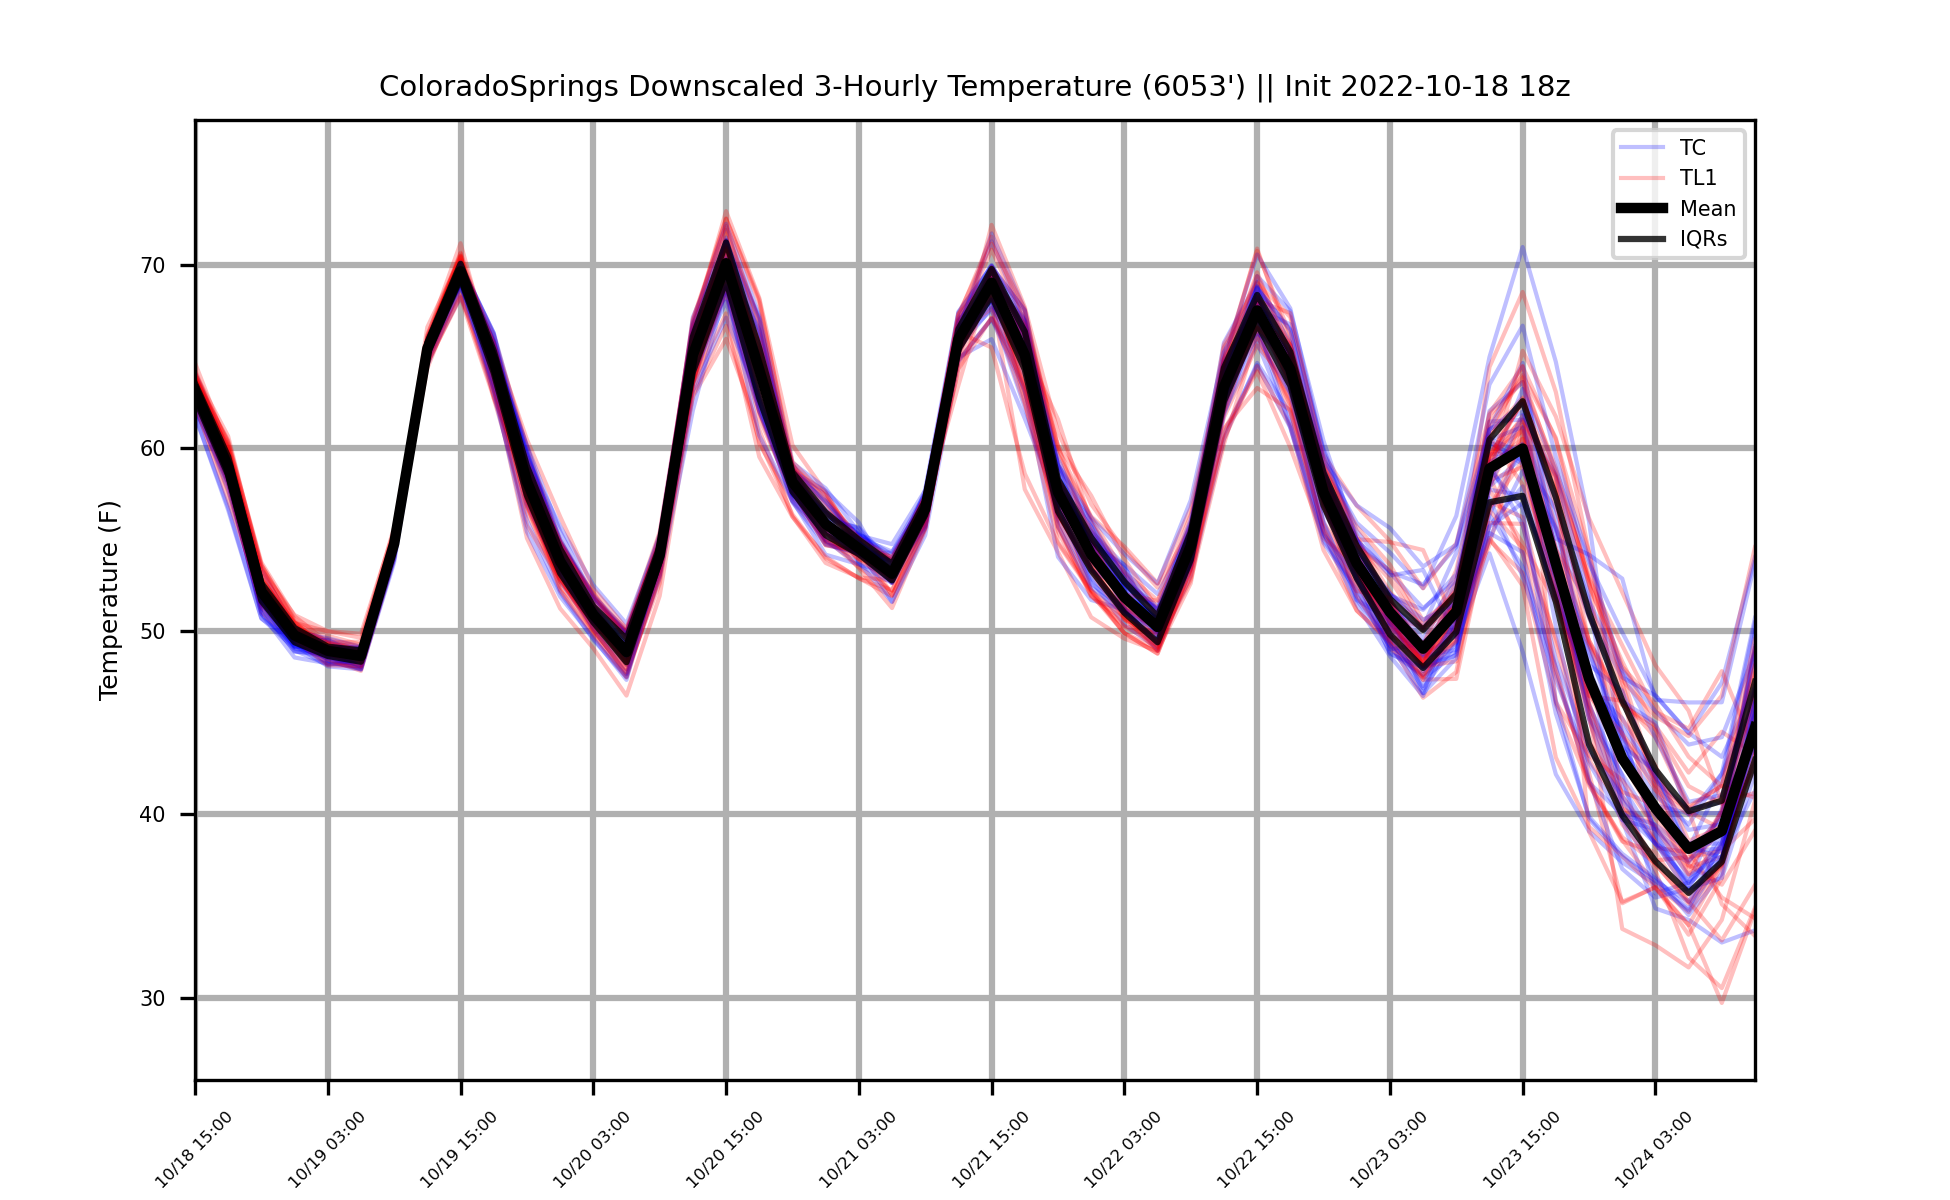 ColoradoSprings Downscaled 3-Hourly Temperature (6053') || Init 2022-10-18 18z
TC
TL1
Mean
IQRs
Temperature (F)
70
60
50
40
30
10/18 15:00
10/19 03:00
10/19 15:00
10/20 03:00
10/20 15:00
10/21 03:00
10/21 15:00
10/22 03:00
10/22 15:00
10/23 03:00
10/23 15:00
10/24 03:00